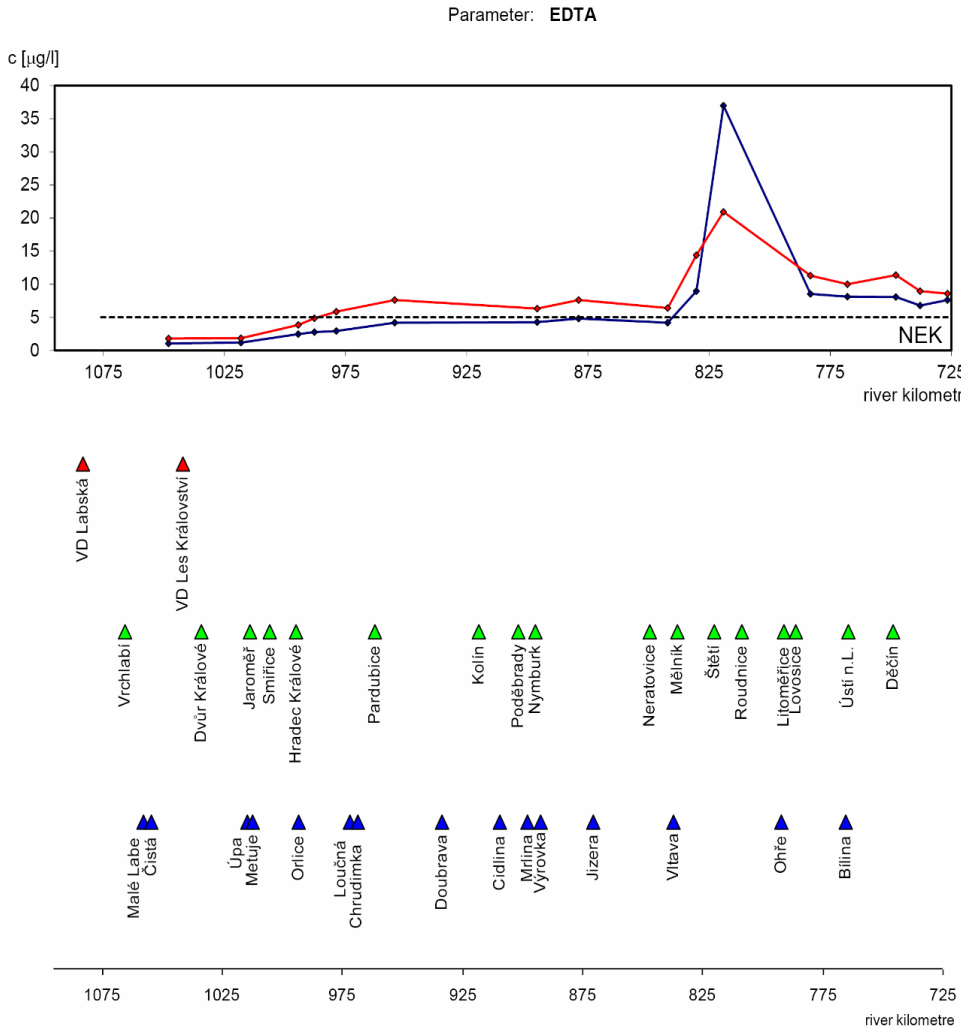 Parameter: EDTA
c [µg/l]
40
35
30
25
20
15
10
5
0
NEK
1075 1025 975 925 875 825 775 725
river kilometr
VD Labská
VD Les Království
Vrchlabí
Dvůr Králové
Jaroměř
Smiřice
Hradec Králové
Pardubice
Kolín
Poděbrady
Nymburk
Neratovice
Mělník
Štětí
Roudnice
Litoměřice
Lovosice
Ústí n.L.
Děčín
Malé Labe
Čistá
Úpa
Metuje
Orlice
Loučná
Chrudimka
Doubrava
Cidlina
Mrlina
Výrovka
Jizera
Vltava
Ohře
Bílina
1075 1025 975 925 875 825 775 725
river kilometre